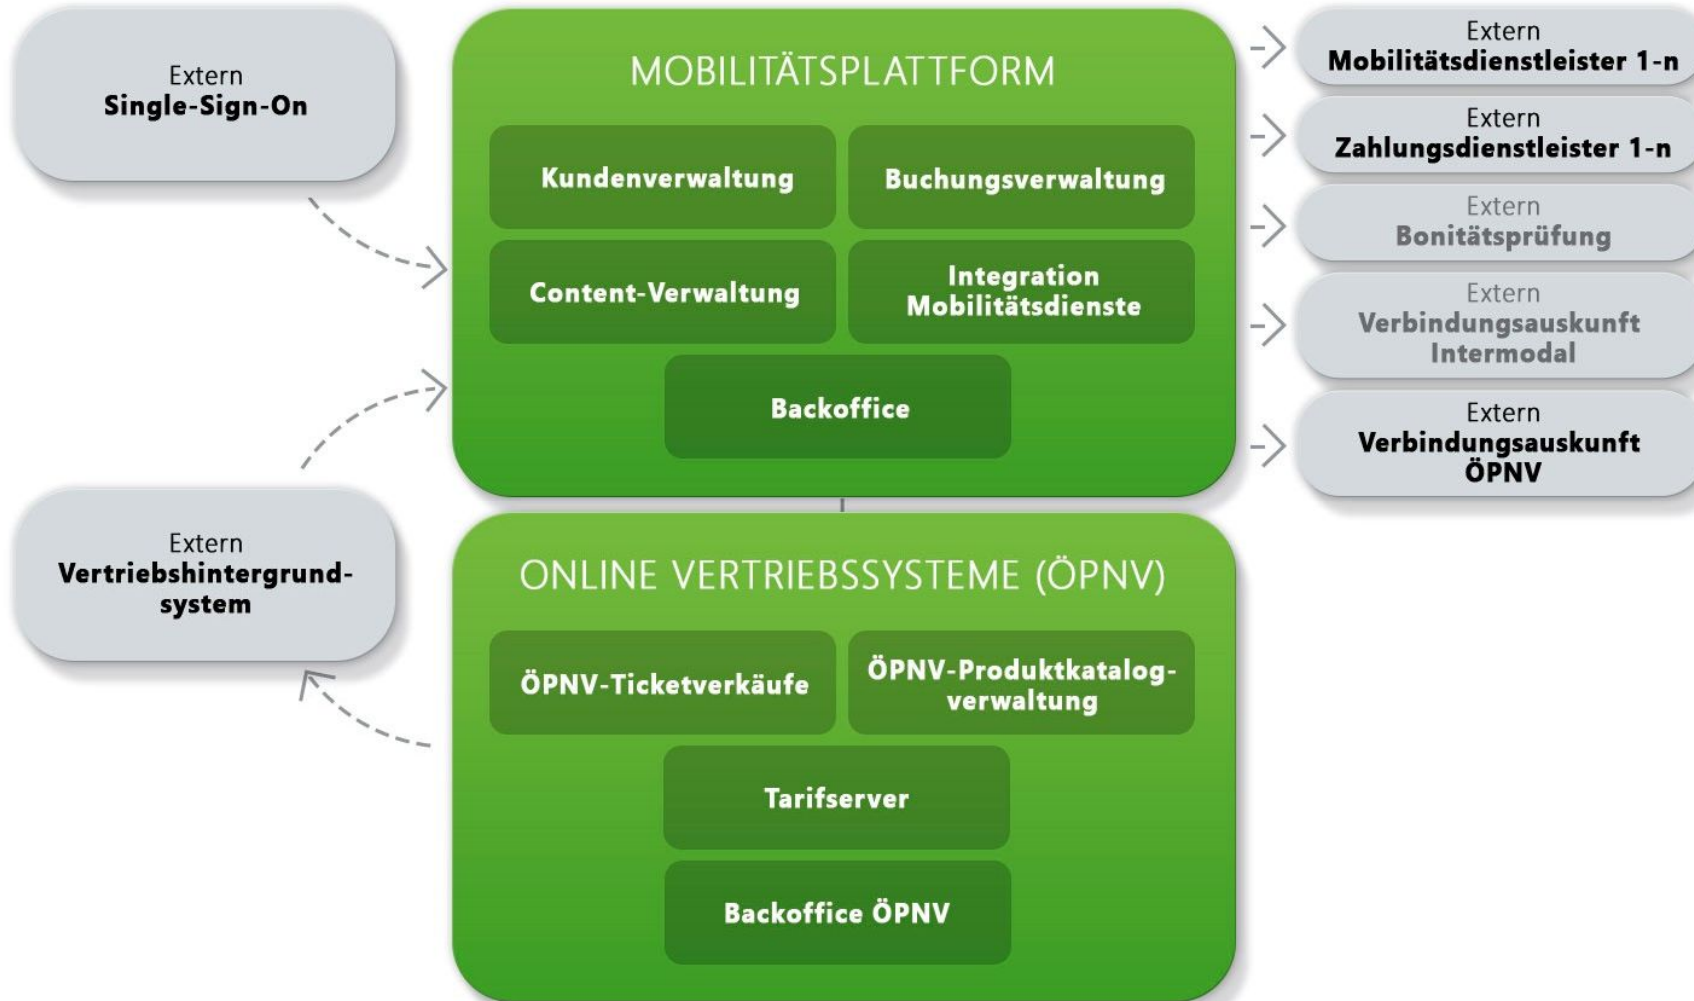 Extern
Single-Sign-On
Extern
Vertriebshintergrund-
system
MOBILITÄTSPLATTFORM
Kundenverwaltung
Buchungsverwaltung
Content-Verwaltung
Integration
Mobilitätsdienste
Backoffice
ONLINE VERTRIEBSSYSTEME (ÖPNV)
ÖPNV-Ticketverkäufe
ÖPNV-Produktkatalog-
verwaltung
Tarifserver
Backoffice ÖPNV
Extern
Mobilitätsdienstleister 1-n
Extern
Zahlungsdienstleister 1-n
Extern
Bonitätsprüfung
Extern
Verbindungsauskunft
Intermodal
Extern
Verbindungsauskunft
ÖPNV